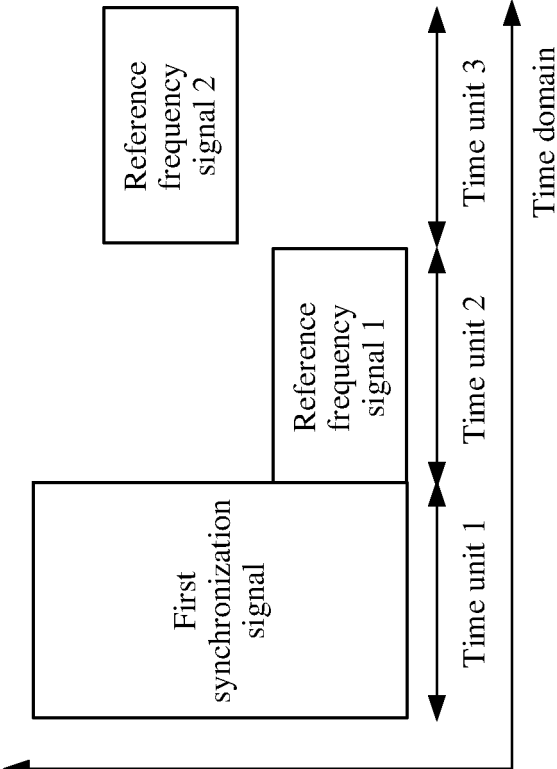 First
synchronization
signal
Reference
frequency
signal 1
Reference
frequency
signal 2
Time unit 1
Time unit 2
Time unit 3
Time domain